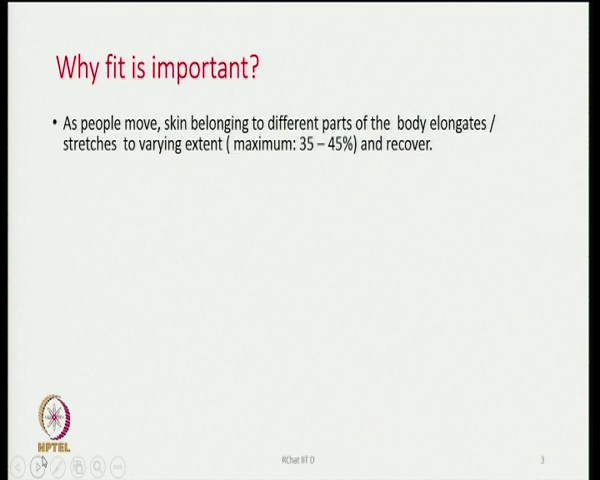 Why fit is important?
• As people move, skin belonging to different parts of the body elongates /
stretches to varying extent ( maximum: 35 – 45%) and recover.
NPTEL
RChat IIT D
3